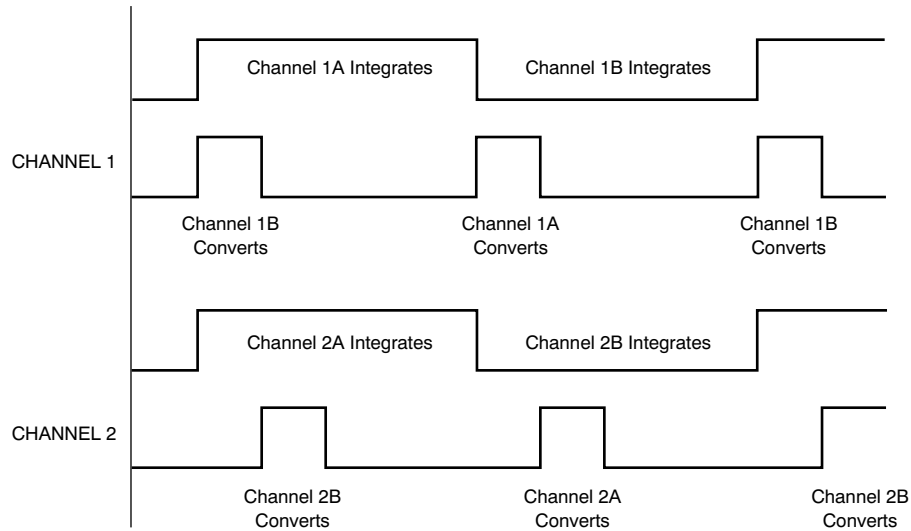 Channel 1A Integrates
Channel 1B Integrates
CHANNEL 1
Channel 1B
Converts
Channel 1A
Converts
Channel 1B
Converts
Channel 2A Integrates
Channel 2B Integrates
CHANNEL 2
Channel 2B
Converts
Channel 2A
Converts
Channel 2B
Converts